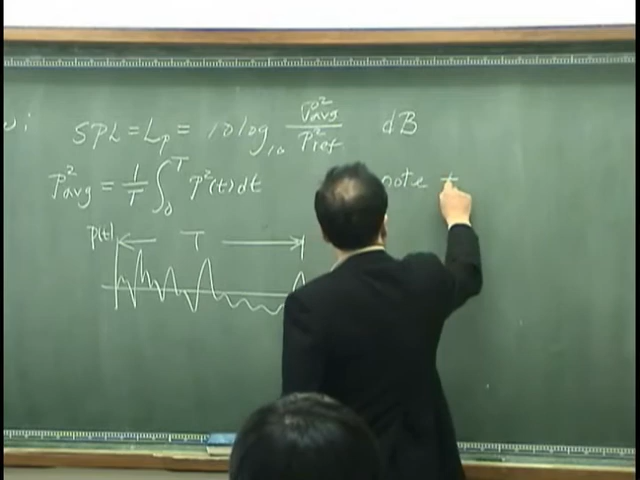 SPL = Lp = 10 log₁₀ P²avg / P²ref dB
P²avg = 1/T ∫₀ᵀ P²(t)dt
note
p(t) T